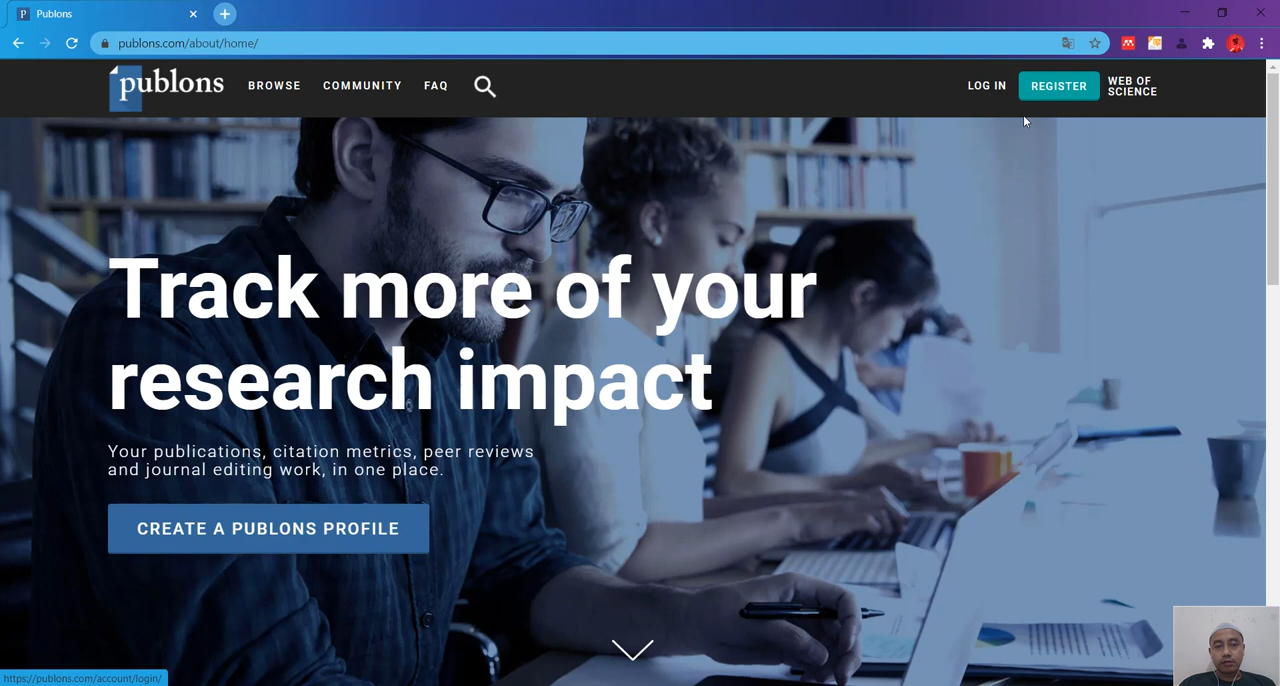 Publons
publons.com/about/home/
publons
BROWSE
COMMUNITY
FAQ
LOG IN
REGISTER
WEB OF
SCIENCE
Track more of your
research impact
Your publications, citation metrics, peer reviews
and journal editing work, in one place.
CREATE A PUBLONS PROFILE
https://publons.com/account/login/